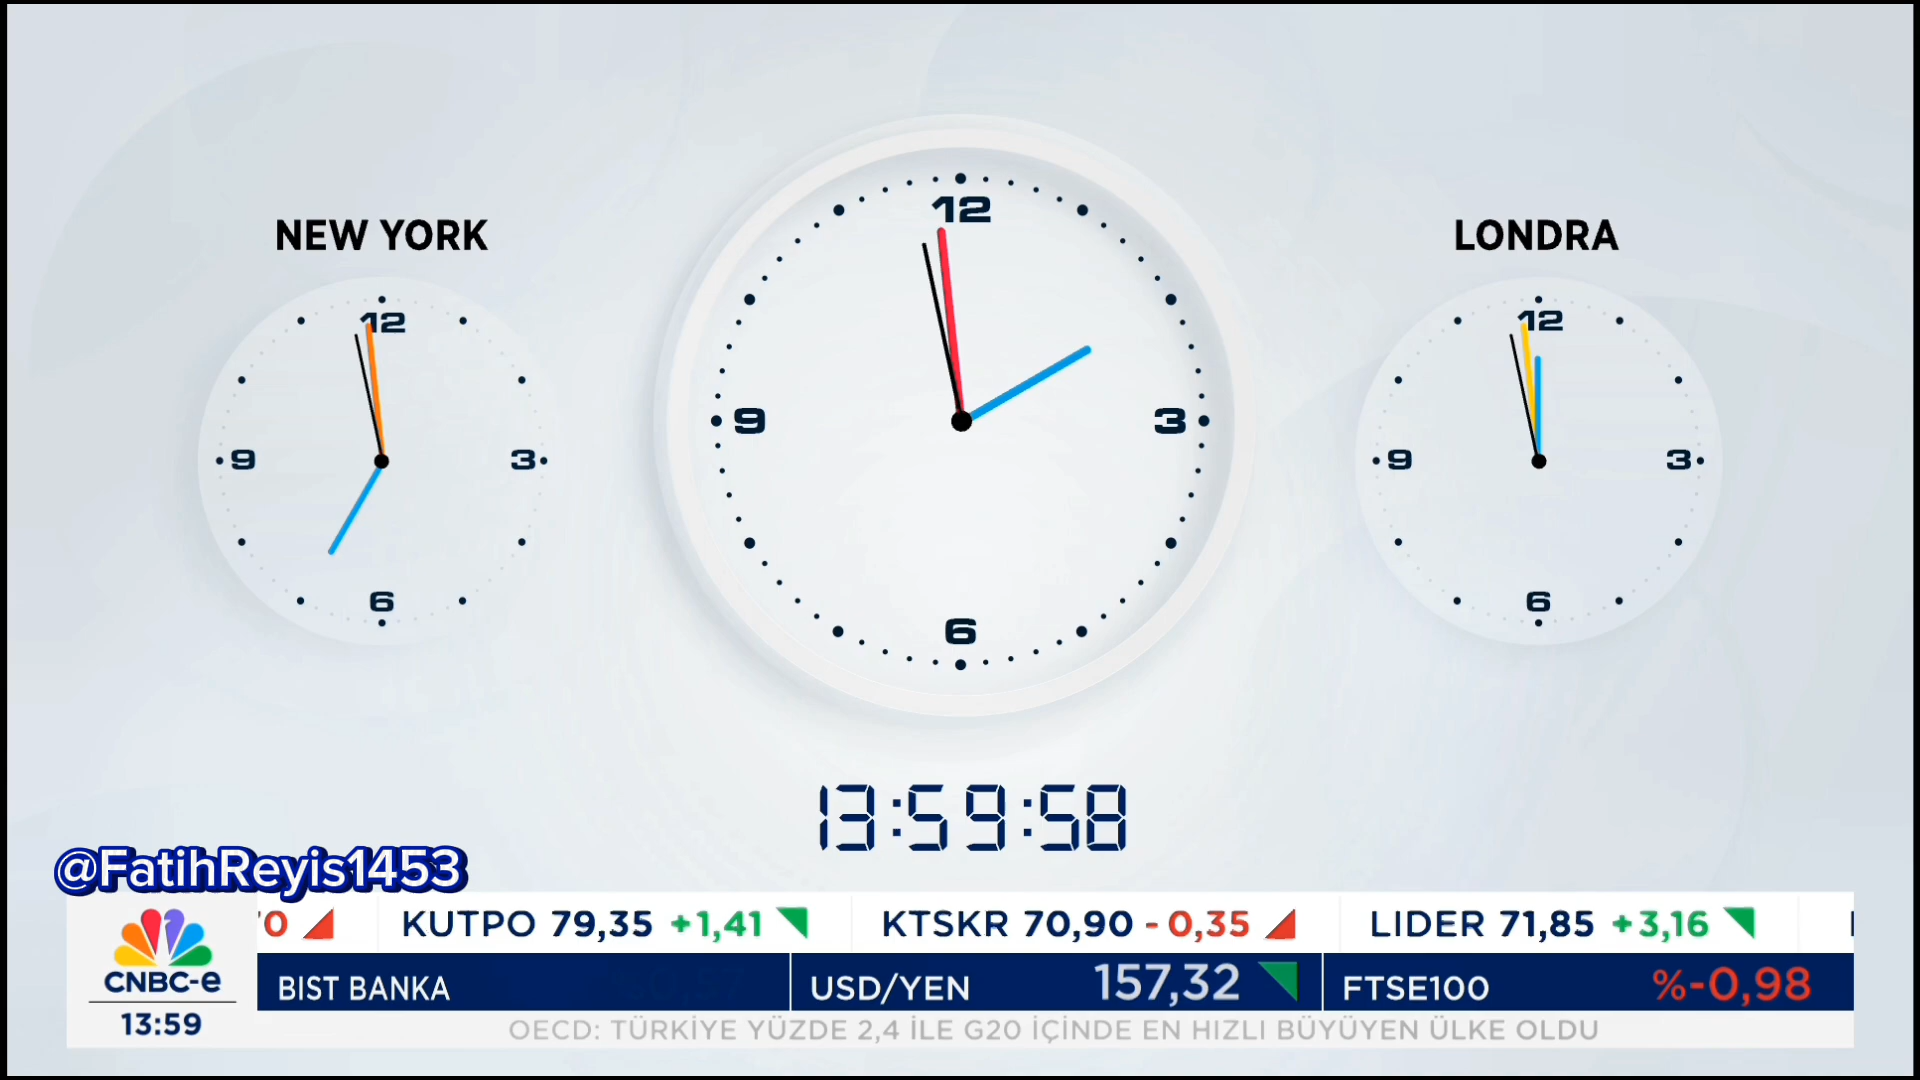 NEW YORK
12
3
6
9
12
3
6
9
LONDRA
12
3
6
9
13:59:58
@FatihReyis1453
KUTPO 79,35 +1,41
KTSKR 70,90 -0,35
LIDER 71,85 +3,16
CNBC-e
13:59
BIST BANKA
USD/YEN 157,32
FTSE100 %-0,98
OECD: TÜRKİYE YÜZDE 2,4 İLE G20 İÇİNDE EN HIZLI BÜYÜYEN ÜLKE OLDU